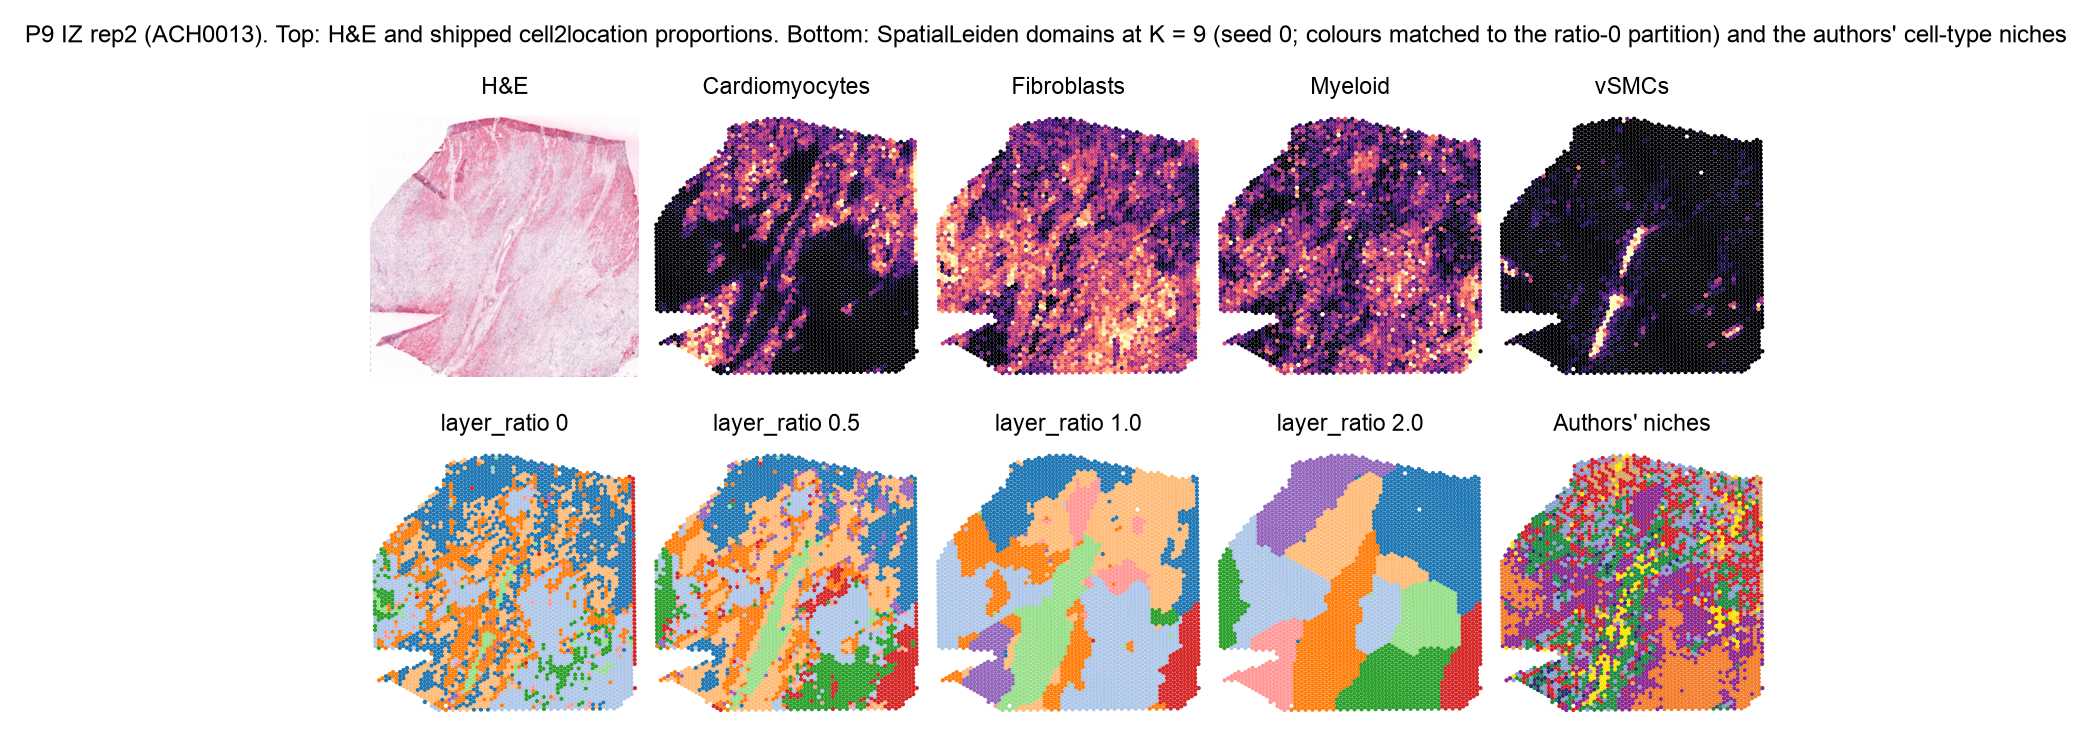 P9 IZ rep2 (ACH0013). Top: H&E and shipped cell2location proportions. Bottom: SpatialLeiden domains at K = 9 (seed 0; colours matched to the ratio-0 partition) and the authors' cell-type niches
H&E
Cardiomyocytes
Fibroblasts
Myeloid
vSMCs
layer_ratio 0
layer_ratio 0.5
layer_ratio 1.0
layer_ratio 2.0
Authors' niches